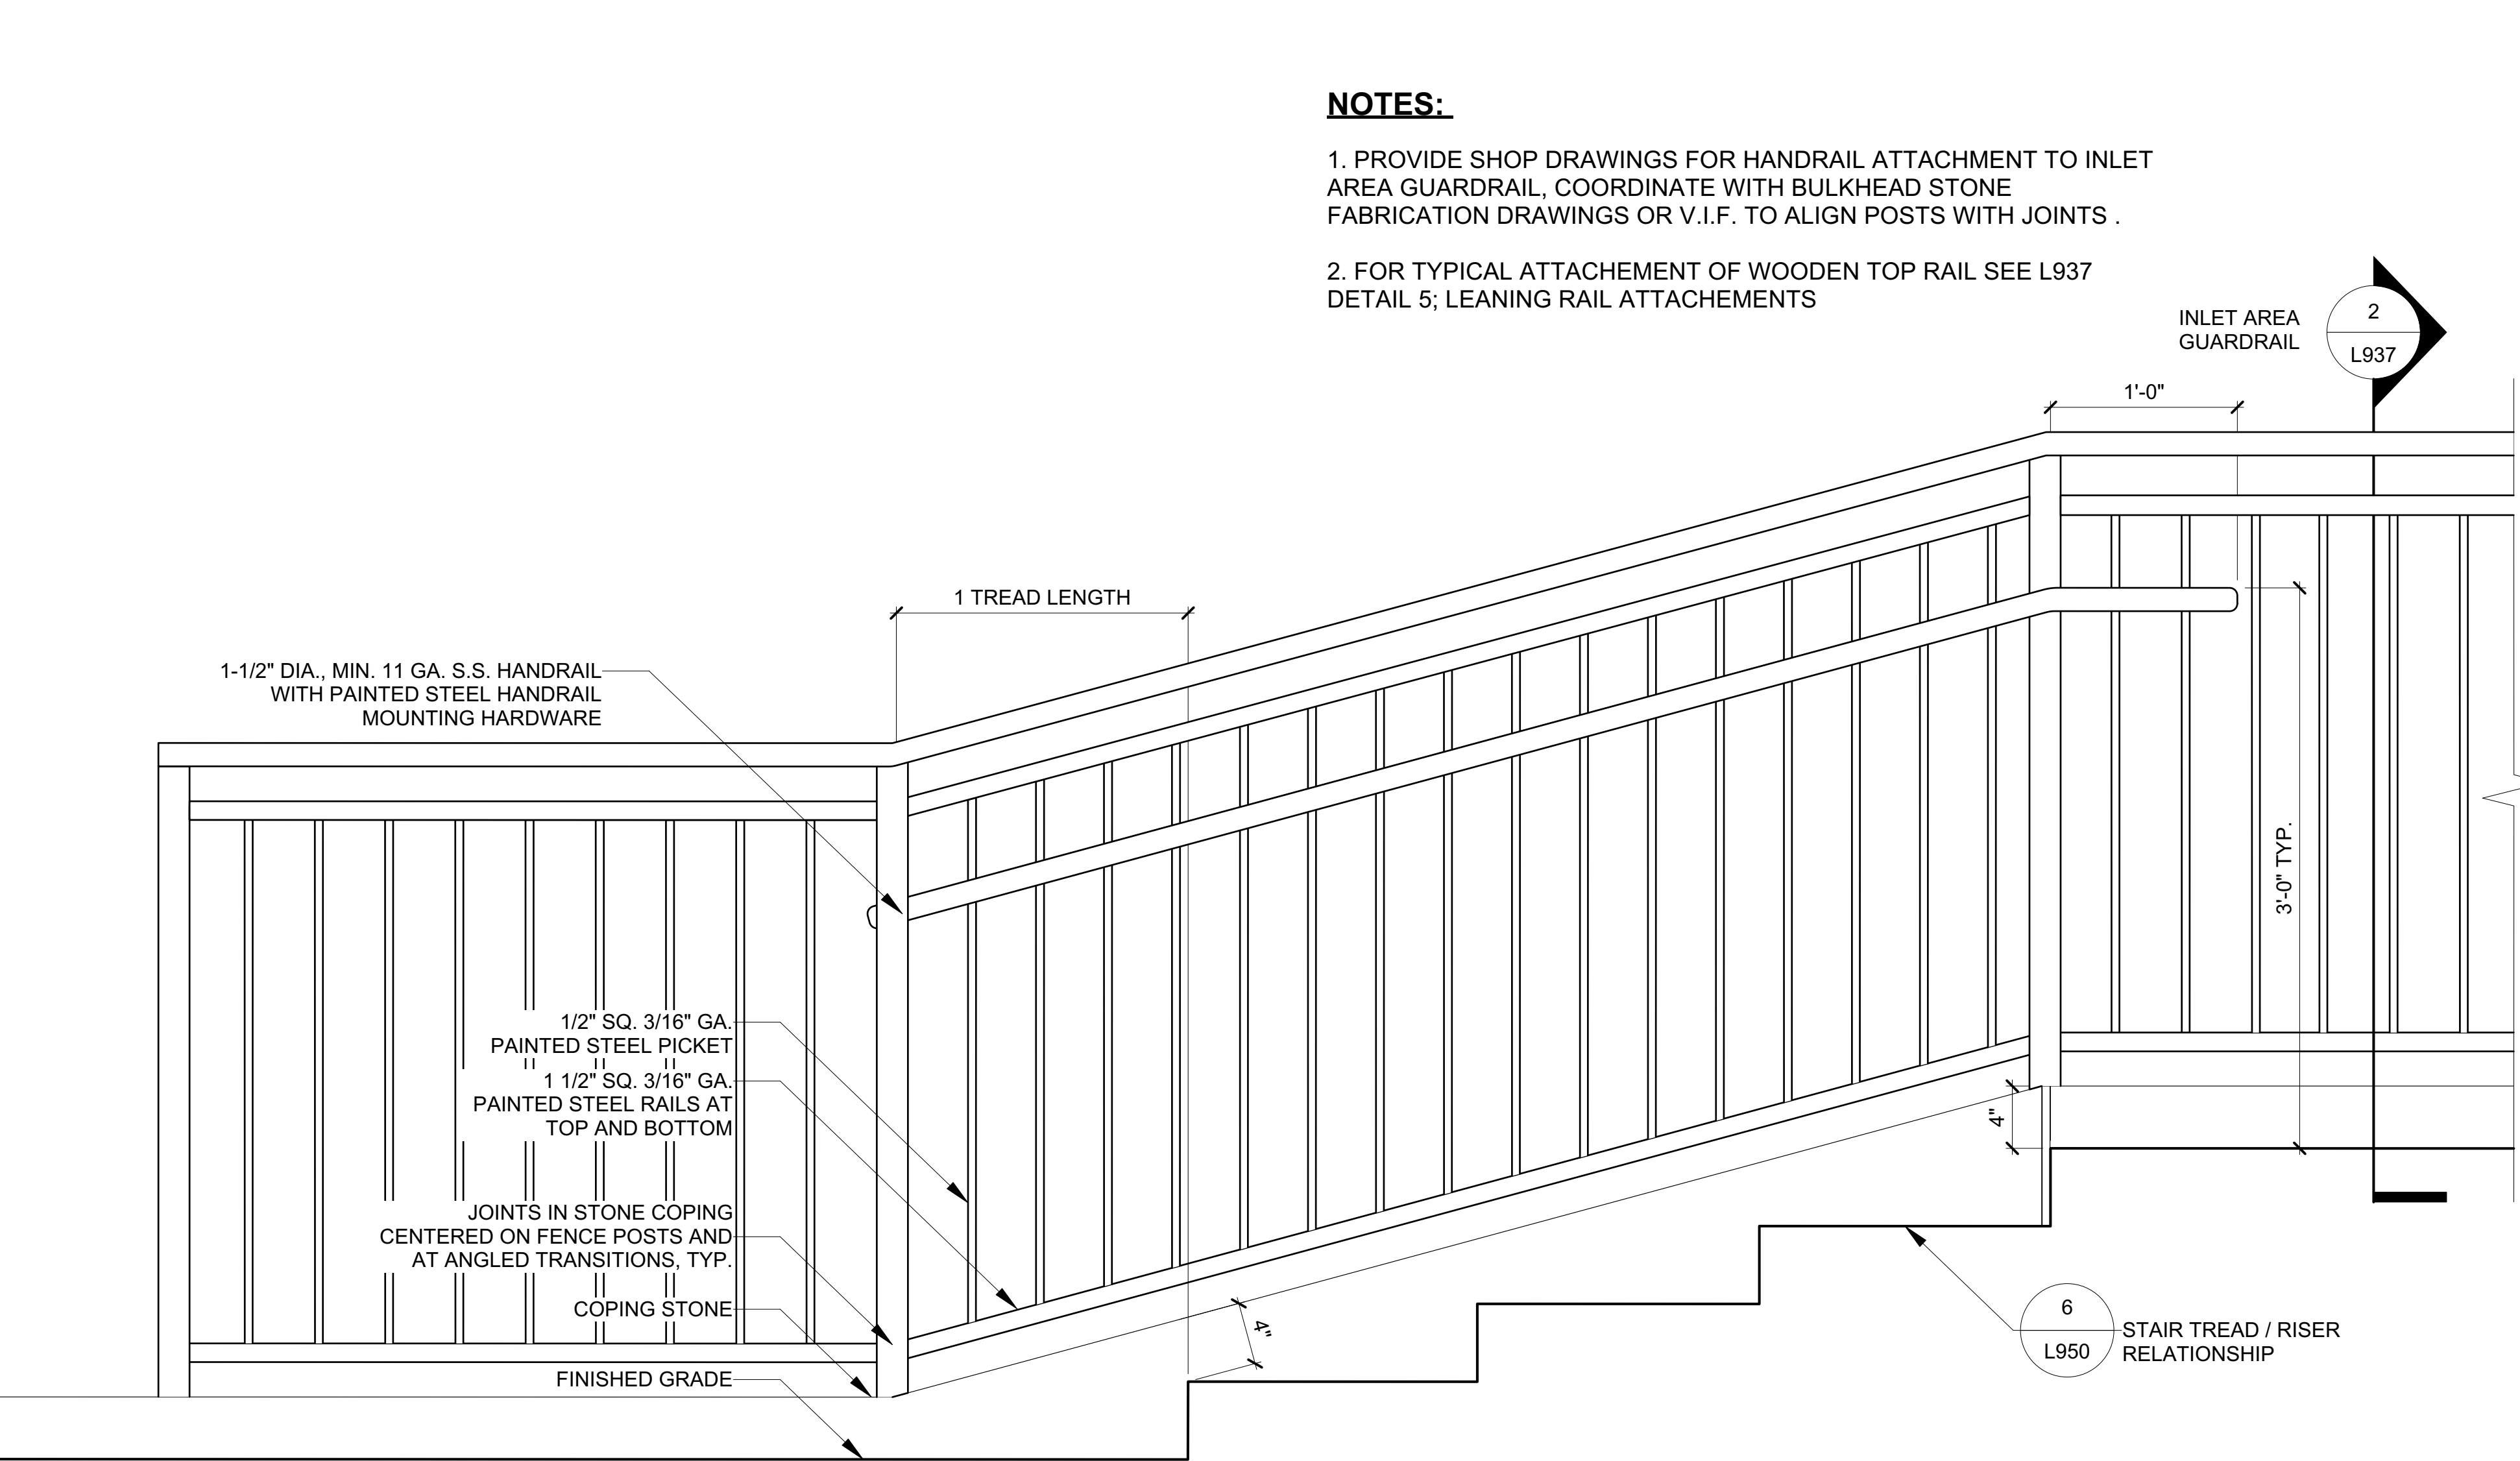 NOTES:
1. PROVIDE SHOP DRAWINGS FOR HANDRAIL ATTACHMENT TO INLET
AREA GUARDRAIL, COORDINATE WITH BULKHEAD STONE
FABRICATION DRAWINGS OR V.I.F. TO ALIGN POSTS WITH JOINTS .
2. FOR TYPICAL ATTACHEMENT OF WOODEN TOP RAIL SEE L937
DETAIL 5; LEANING RAIL ATTACHEMENTS
INLET AREA
GUARDRAIL
2
L937
1'-0"
1 TREAD LENGTH
1-1/2" DIA., MIN. 11 GA. S.S. HANDRAIL
WITH PAINTED STEEL HANDRAIL
MOUNTING HARDWARE
3'-0" TYP.
1/2" SQ. 3/16" GA.
PAINTED STEEL PICKET
1 1/2" SQ. 3/16" GA.
PAINTED STEEL RAILS AT
TOP AND BOTTOM
4"
JOINTS IN STONE COPING
CENTERED ON FENCE POSTS AND
AT ANGLED TRANSITIONS, TYP.
COPING STONE
4"
FINISHED GRADE
6
L950
STAIR TREAD / RISER
RELATIONSHIP